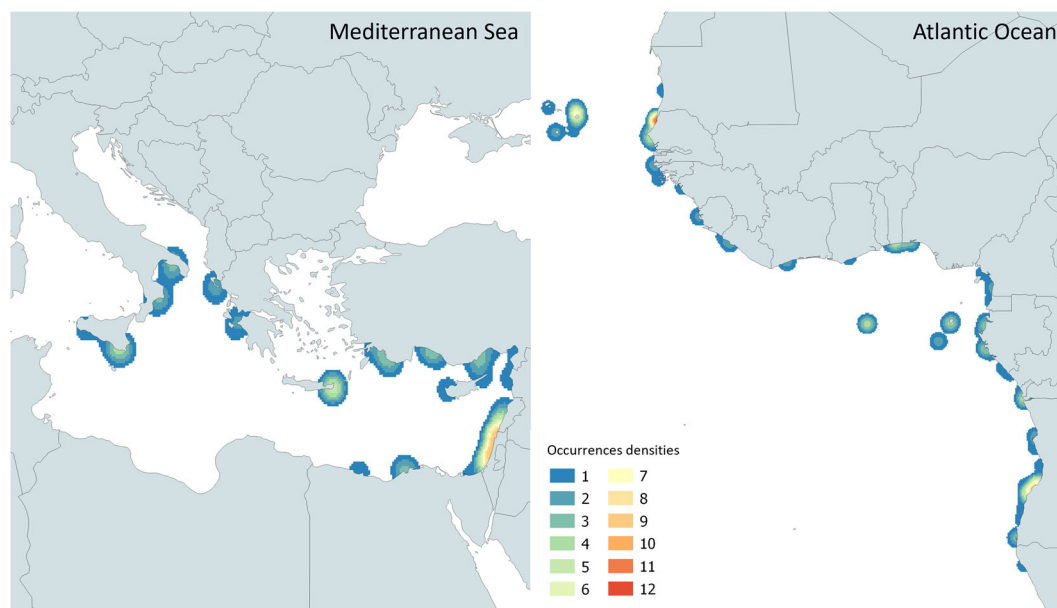 Mediterranean Sea
Atlantic Ocean
Occurrences densities
1 7
2 8
3 9
4 10
5 11
6 12